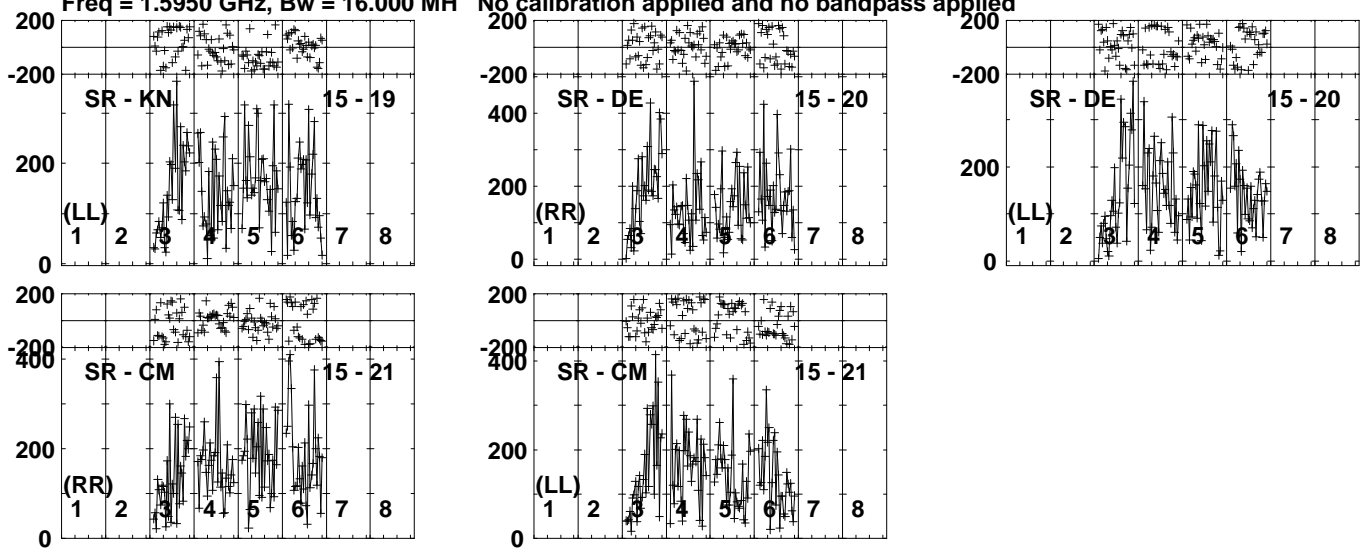 Freq = 1.5950 GHz, Bw = 16.000 MH No calibration applied and no bandpass applied
200
-200
SR - KN 15 - 19
200
(LL)
1 2 3 4 5 6 7 8
0
200
-200
SR - DE 15 - 20
400
200
(RR)
1 2 3 4 5 6 7 8
0
200
-200
SR - DE 15 - 20
400
200
(LL)
1 2 3 4 5 6 7 8
0
200
-200
400
SR - CM 15 - 21
200
(RR)
1 2 3 4 5 6 7 8
0
200
-200
400
SR - CM 15 - 21
200
(LL)
1 2 3 4 5 6 7 8
0